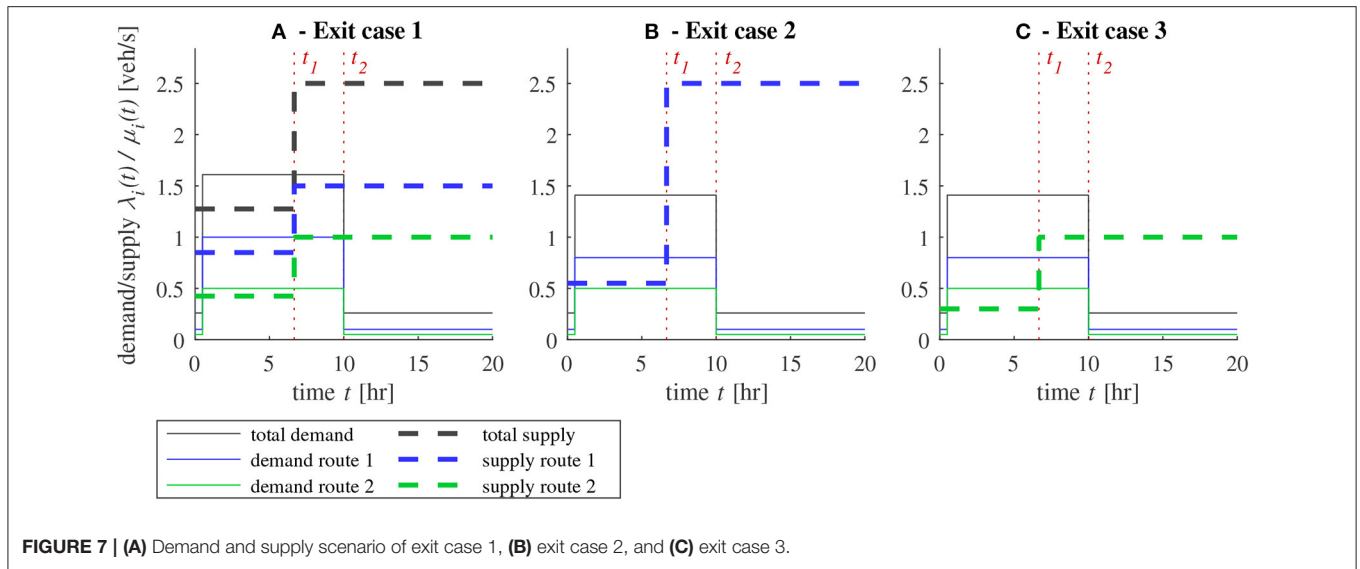 A - Exit case 1
B - Exit case 2
C - Exit case 3
demand/supply λi(t) / μi(t) [veh/s]
t1 t2
2.5
2
1.5
1
0.5
0
0 5 10 15 20
time t [hr]
t1 t2
2.5
2
1.5
1
0.5
0
0 5 10 15 20
time t [hr]
t1 t2
2.5
2
1.5
1
0.5
0
0 5 10 15 20
time t [hr]
total demand
total supply
demand route 1
supply route 1
demand route 2
supply route 2
FIGURE 7 | (A) Demand and supply scenario of exit case 1, (B) exit case 2, and (C) exit case 3.